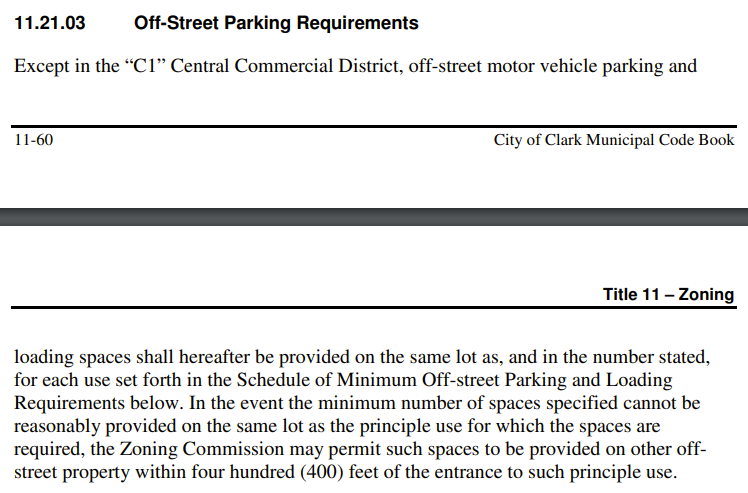 11.21.03 Off-Street Parking Requirements
Except in the “C1” Central Commercial District, off-street motor vehicle parking and
11-60 City of Clark Municipal Code Book
Title 11 – Zoning
loading spaces shall hereafter be provided on the same lot as, and in the number stated,
for each use set forth in the Schedule of Minimum Off-street Parking and Loading
Requirements below. In the event the minimum number of spaces specified cannot be
reasonably provided on the same lot as the principle use for which the spaces are
required, the Zoning Commission may permit such spaces to be provided on other off-
street property within four hundred (400) feet of the entrance to such principle use.